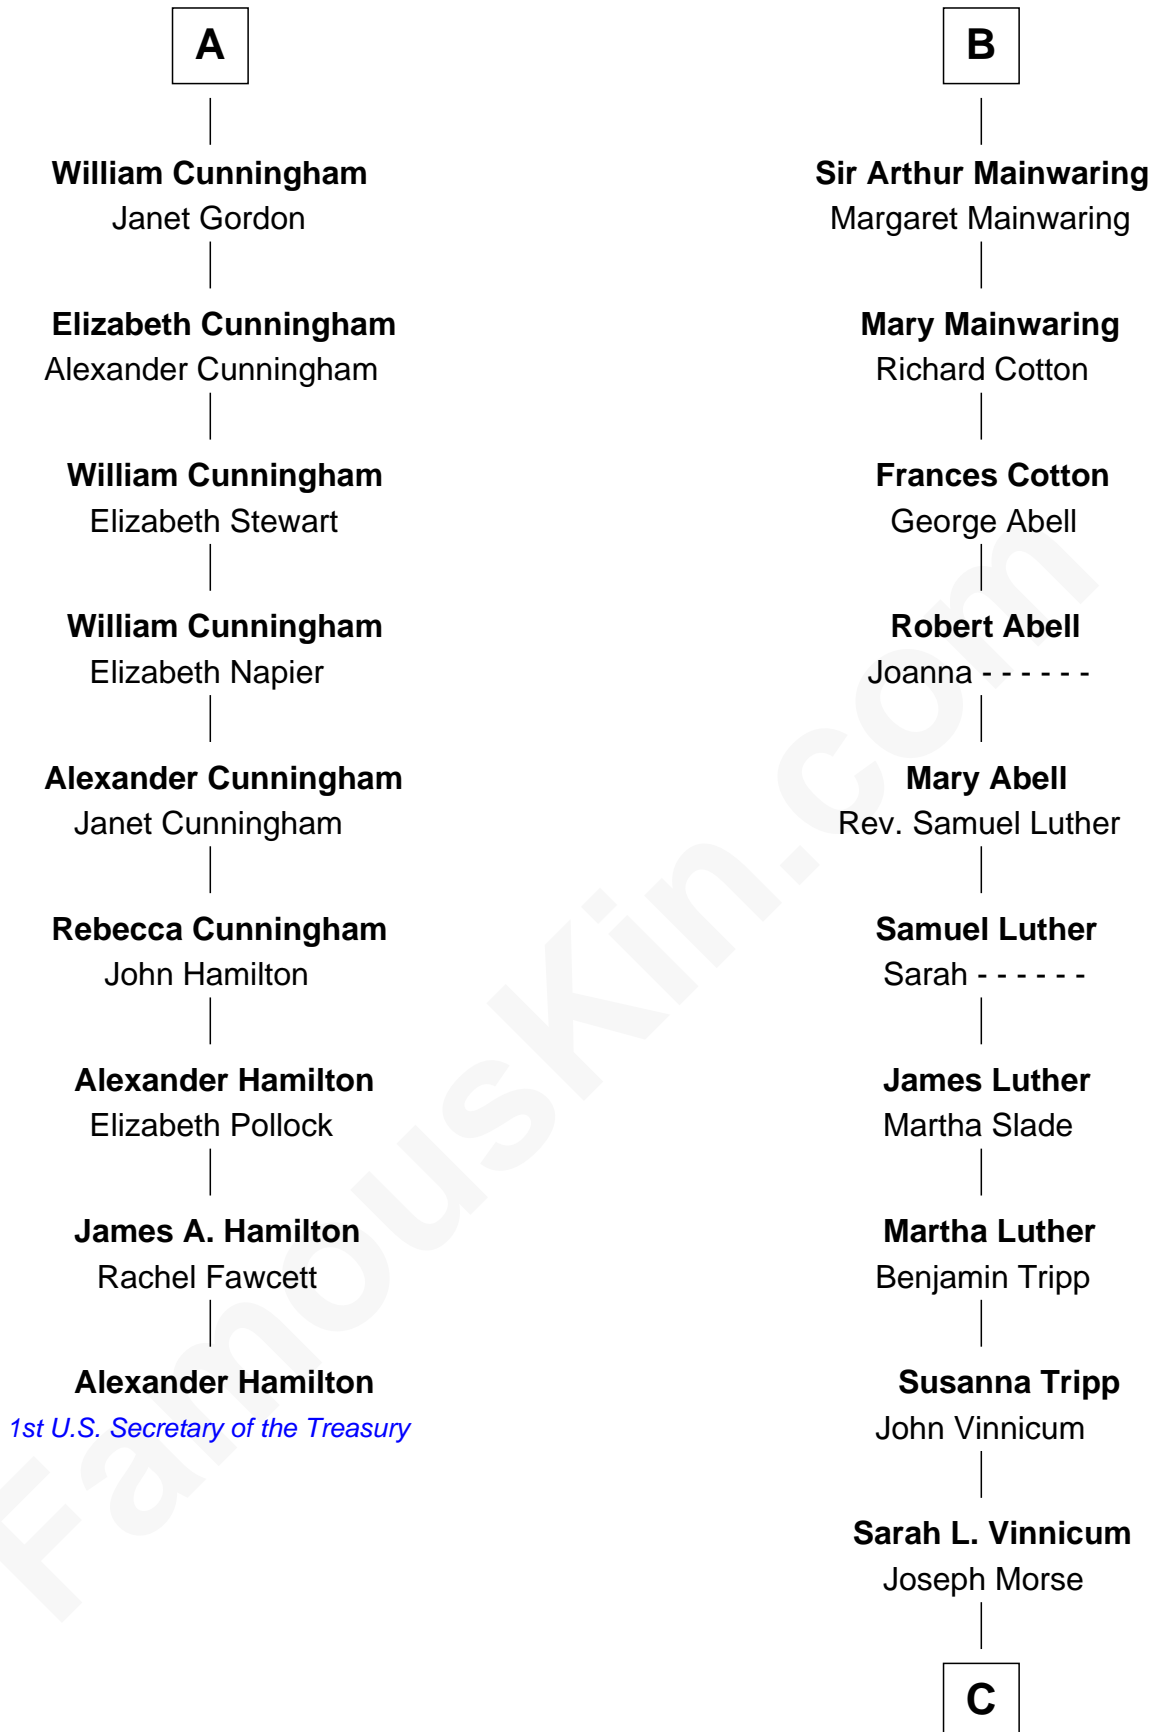 A
William Cunningham
Janet Gordon
Elizabeth Cunningham
Alexander Cunningham
William Cunningham
Elizabeth Stewart
William Cunningham
Elizabeth Napier
Alexander Cunningham
Janet Cunningham
Rebecca Cunningham
John Hamilton
Alexander Hamilton
Elizabeth Pollock
James A. Hamilton
Rachel Fawcett
Alexander Hamilton
1st U.S. Secretary of the Treasury
B
Sir Arthur Mainwaring
Margaret Mainwaring
Mary Mainwaring
Richard Cotton
Frances Cotton
George Abell
Robert Abell
Joanna - - - - - -
Mary Abell
Rev. Samuel Luther
Samuel Luther
Sarah - - - - - -
James Luther
Martha Slade
Martha Luther
Benjamin Tripp
Susanna Tripp
John Vinnicum
Sarah L. Vinnicum
Joseph Morse
C
FamousKin.com